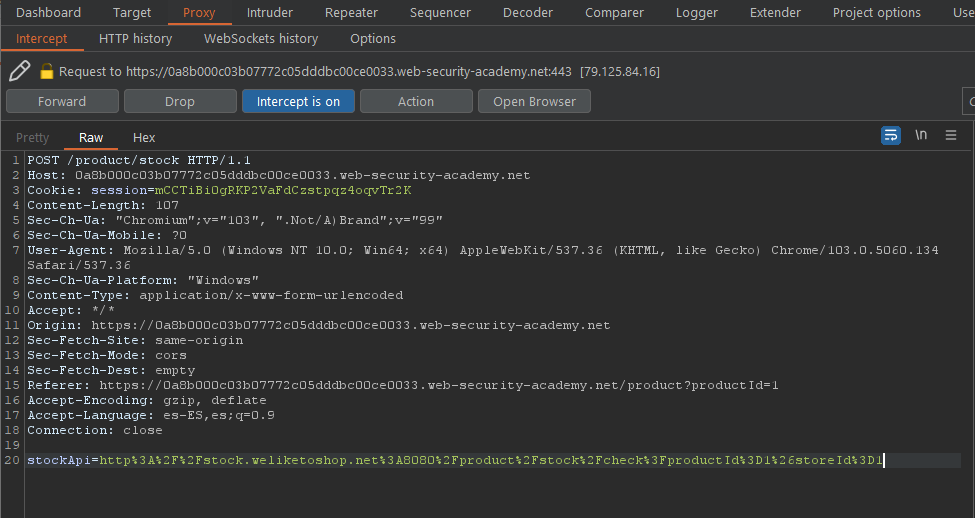 Dashboard Target Proxy Intruder Repeater Sequencer Decoder Comparer Logger Extender Project options Use
Intercept HTTP history WebSockets history Options
Request to https://0a8b000c03b07772c05dddbc00ce0033.web-security-academy.net:443 [79.125.84.16]
Forward Drop Intercept is on Action Open Browser
Pretty Raw Hex \n
1 POST /product/stock HTTP/1.1
2 Host: 0a8b000c03b07772c05dddbc00ce0033.web-security-academy.net
3 Cookie: session=mCCTiBiOgRKP2VaFdCzstpqz4oqvTr2K
4 Content-Length: 107
5 Sec-Ch-Ua: "Chromium";v="103", ".Not/A)Brand";v="99"
6 Sec-Ch-Ua-Mobile: ?0
7 User-Agent: Mozilla/5.0 (Windows NT 10.0; Win64; x64) AppleWebKit/537.36 (KHTML, like Gecko) Chrome/103.0.5060.134
Safari/537.36
8 Sec-Ch-Ua-Platform: "Windows"
9 Content-Type: application/x-www-form-urlencoded
10 Accept: */*
11 Origin: https://0a8b000c03b07772c05dddbc00ce0033.web-security-academy.net
12 Sec-Fetch-Site: same-origin
13 Sec-Fetch-Mode: cors
14 Sec-Fetch-Dest: empty
15 Referer: https://0a8b000c03b07772c05dddbc00ce0033.web-security-academy.net/product?productId=1
16 Accept-Encoding: gzip, deflate
17 Accept-Language: es-ES,es;q=0.9
18 Connection: close
19
20 stockApi=http%3A%2F%2Fstock.weliketoshop.net%3A8080%2Fproduct%2Fstock%2Fcheck%3FproductId%3D1%26storeId%3D1